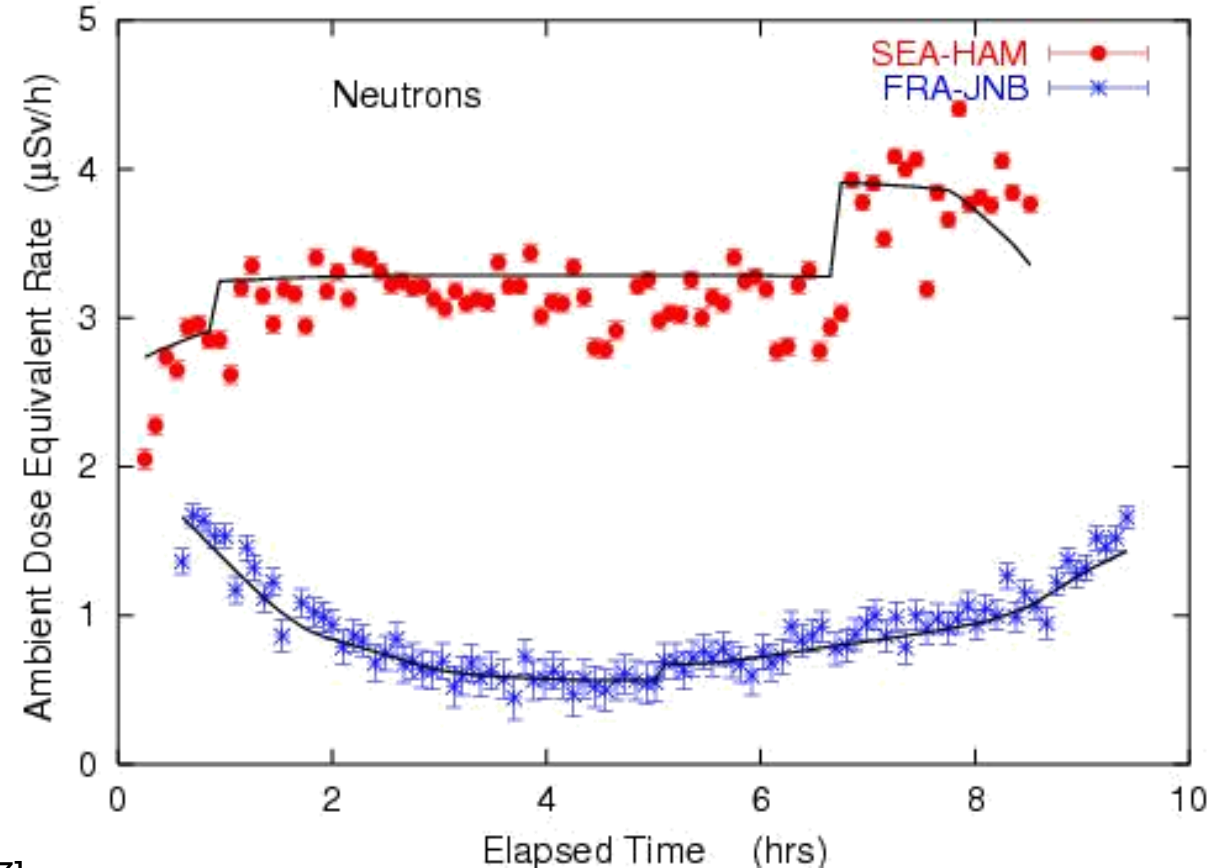 5
4
3
2
1
0
0 2 4 6 8 10
Ambient Dose Equivalent Rate (μSv/h)
Neutrons
SEA-HAM
FRA-JNB
Elapsed Time (hrs)